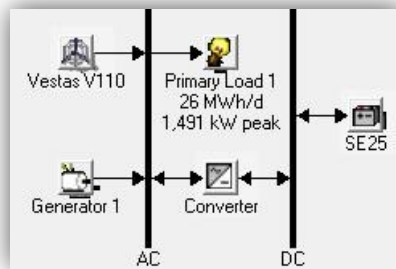 Vestas V110
Primary Load 1
26 MWh/d
1,491 kW peak
SE25
Generator 1
Converter
AC
DC